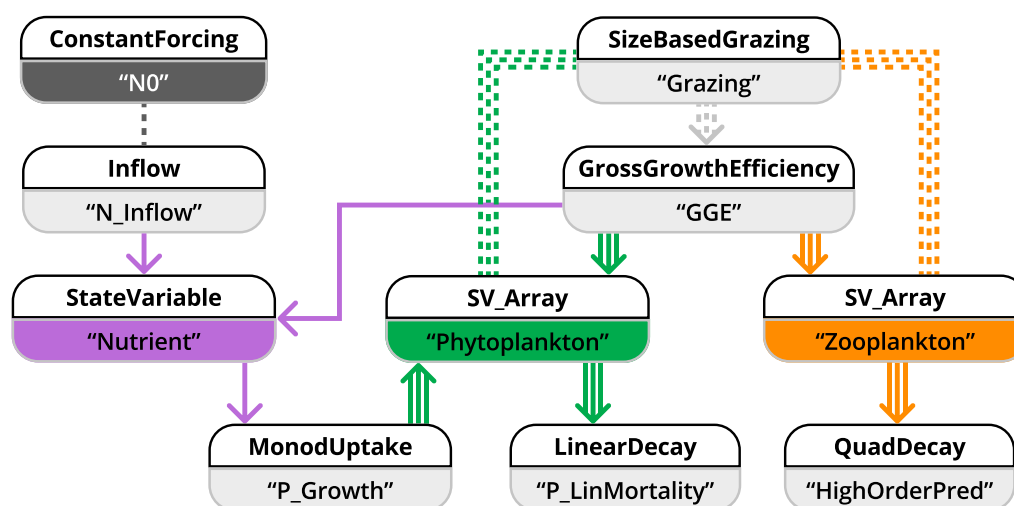 ConstantForcing
“N0”
SizeBasedGrazing
“Grazing”
Inflow
“N_Inflow”
GrossGrowthEfficiency
“GGE”
StateVariable
“Nutrient”
SV_Array
“Phytoplankton”
SV_Array
“Zooplankton”
MonodUptake
“P_Growth”
LinearDecay
“P_LinMortality”
QuadDecay
“HighOrderPred”